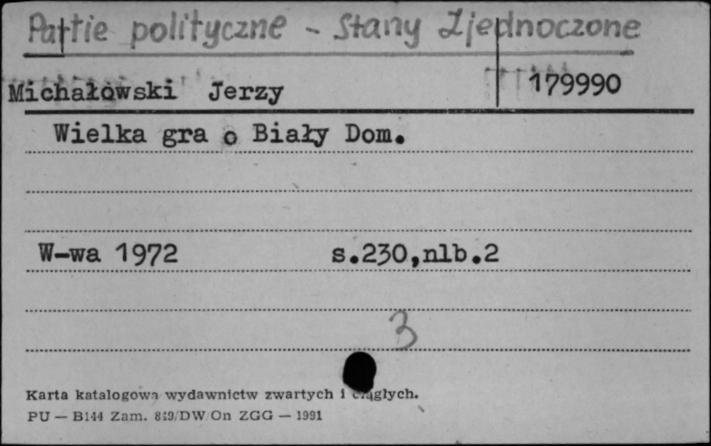 Partie polityczne - Stany Zjednoczone
Michałowski Jerzy 179990
Wielka gra o Biały Dom.
W-wa 1972 s.230,nlb.2
3
Karta katalogowa wydawnictw zwartych i ciągłych.
PU — B144 Zam. 849/DW/On ZGG — 1991